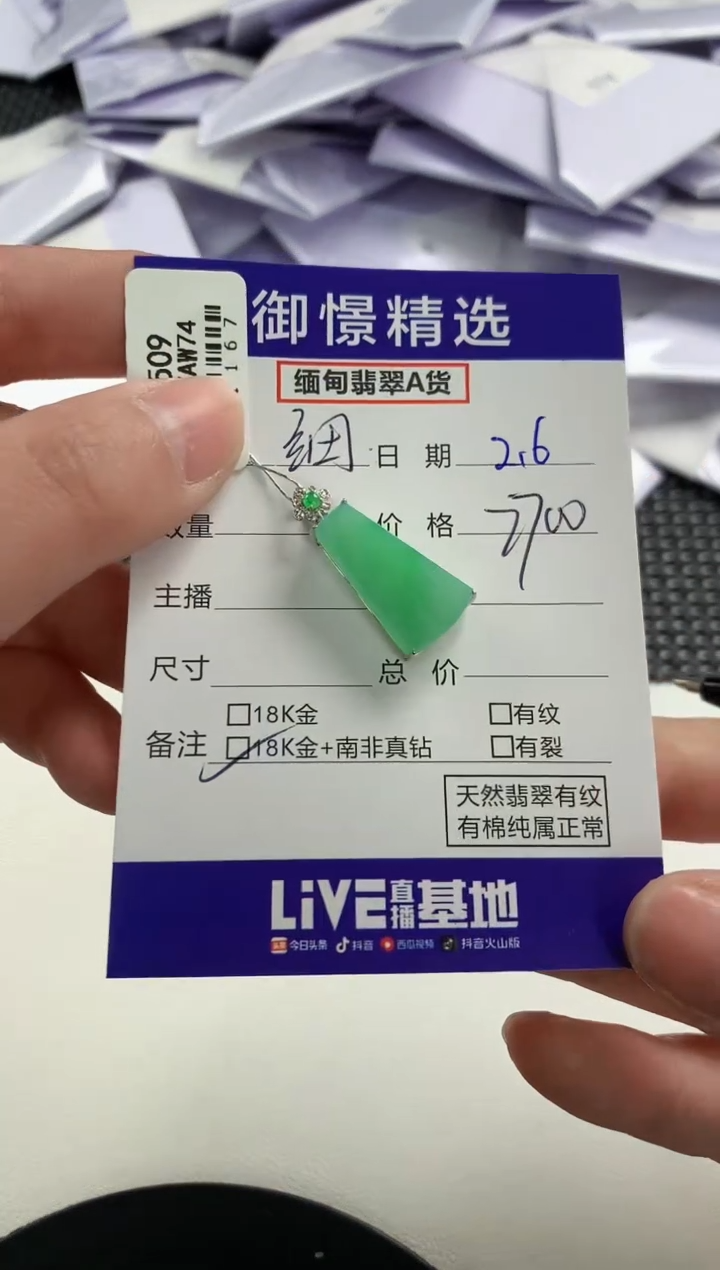 509
AW74
167
御憬精选
缅甸翡翠A货
日 期 2.6
量 价 格 7700
主播
尺寸 总 价
备注 □18K金 □有纹
□18K金+南非真钻 □有裂
天然翡翠有纹
有棉纯属正常
LiVE直播基地
今日头条 抖音 西瓜视频 抖音火山版